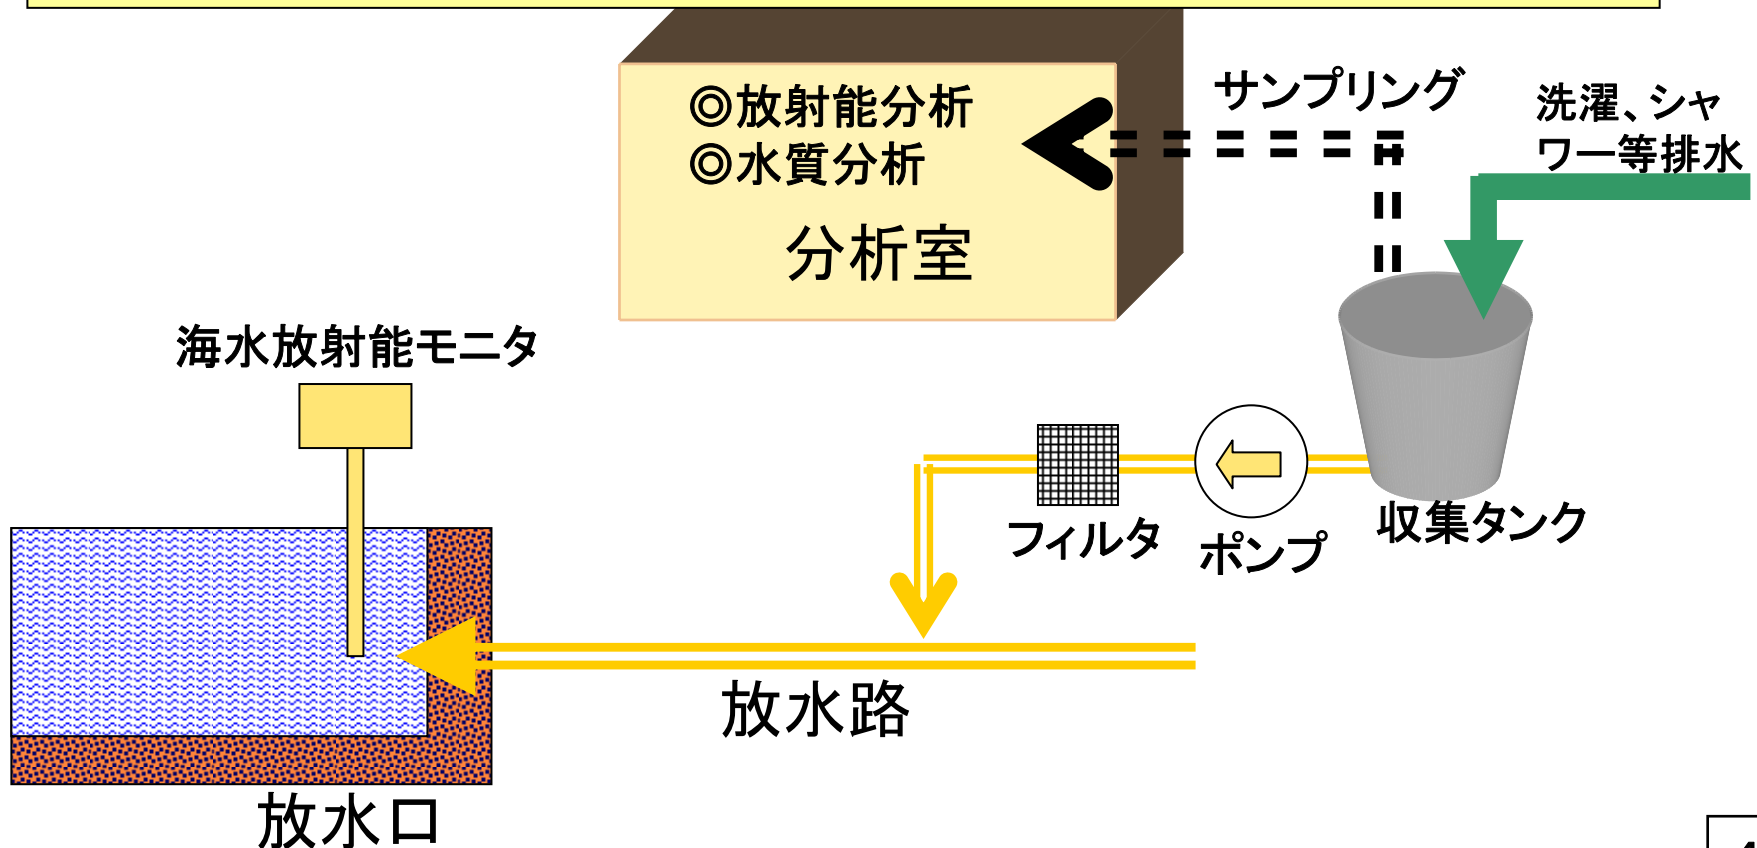 ◎放射能分析
◎水質分析
分析室
サンプリング
洗濯、シャ
ワー等排水
海水放射能モニタ
フィルタ
ポンプ
収集タンク
放水路
放水口